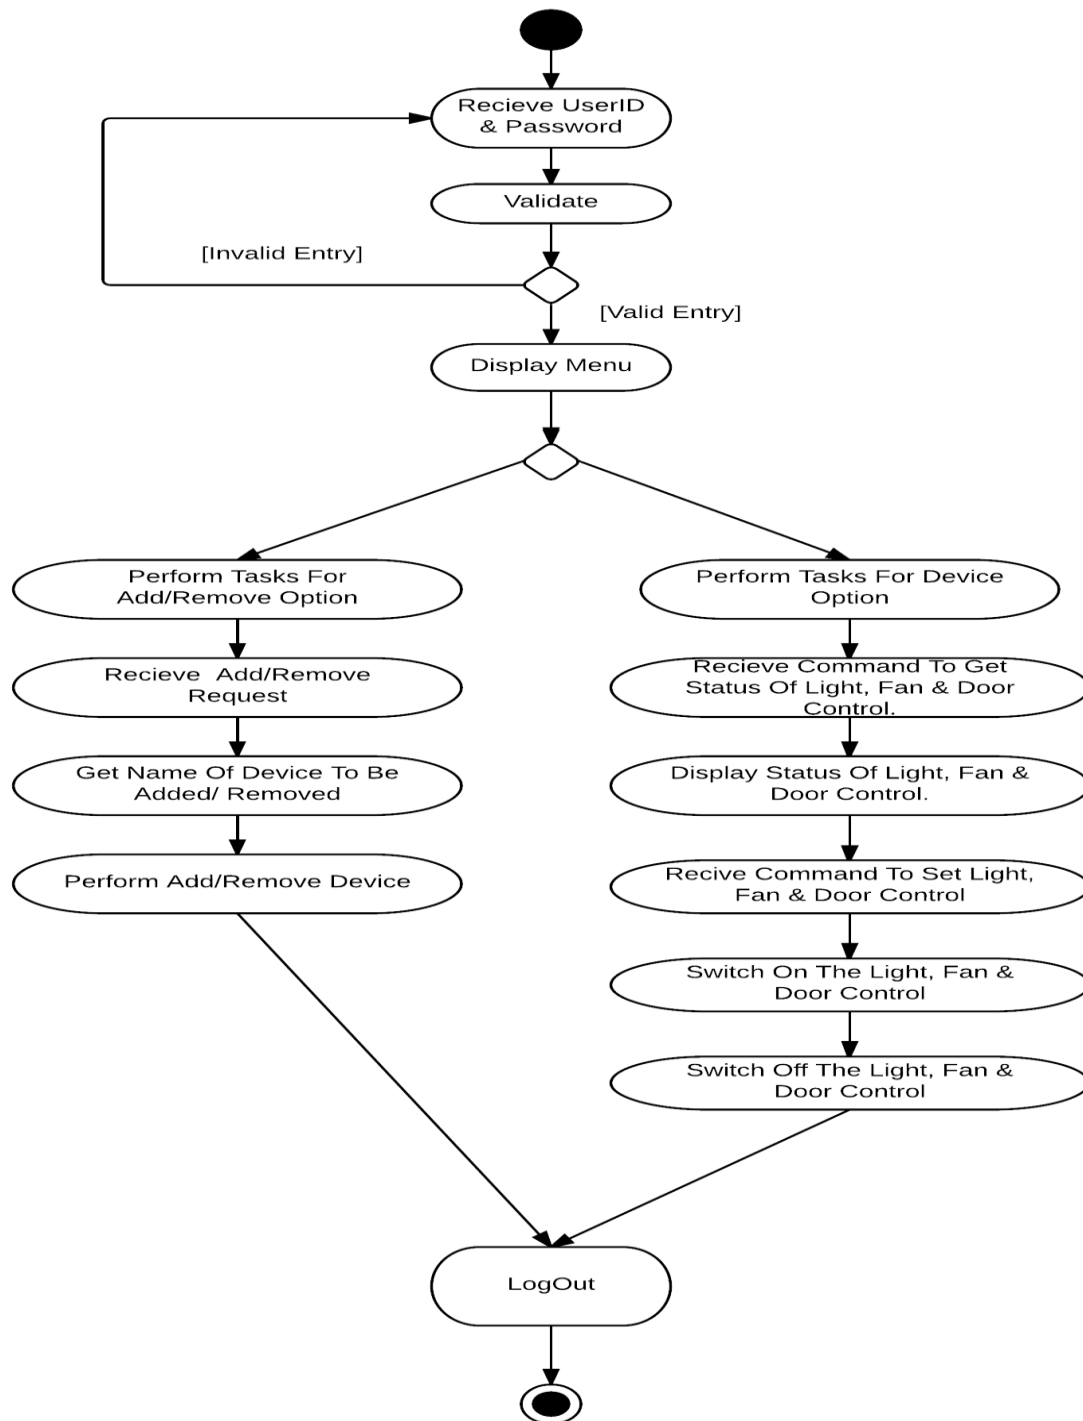 Recieve UserID
& Password
Validate
[Invalid Entry]
[Valid Entry]
Display Menu
Perform Tasks For
Add/Remove Option
Recieve  Add/Remove
Request
Get Name Of Device To Be
Added/ Removed
Perform Add/Remove Device
Perform Tasks For Device
Option
Recieve Command To Get
Status Of Light, Fan & Door
Control.
Display Status Of Light, Fan &
Door Control.
Recive Command To Set Light,
Fan & Door Control
Switch On The Light, Fan &
Door Control
Switch Off The Light, Fan &
Door Control
LogOut